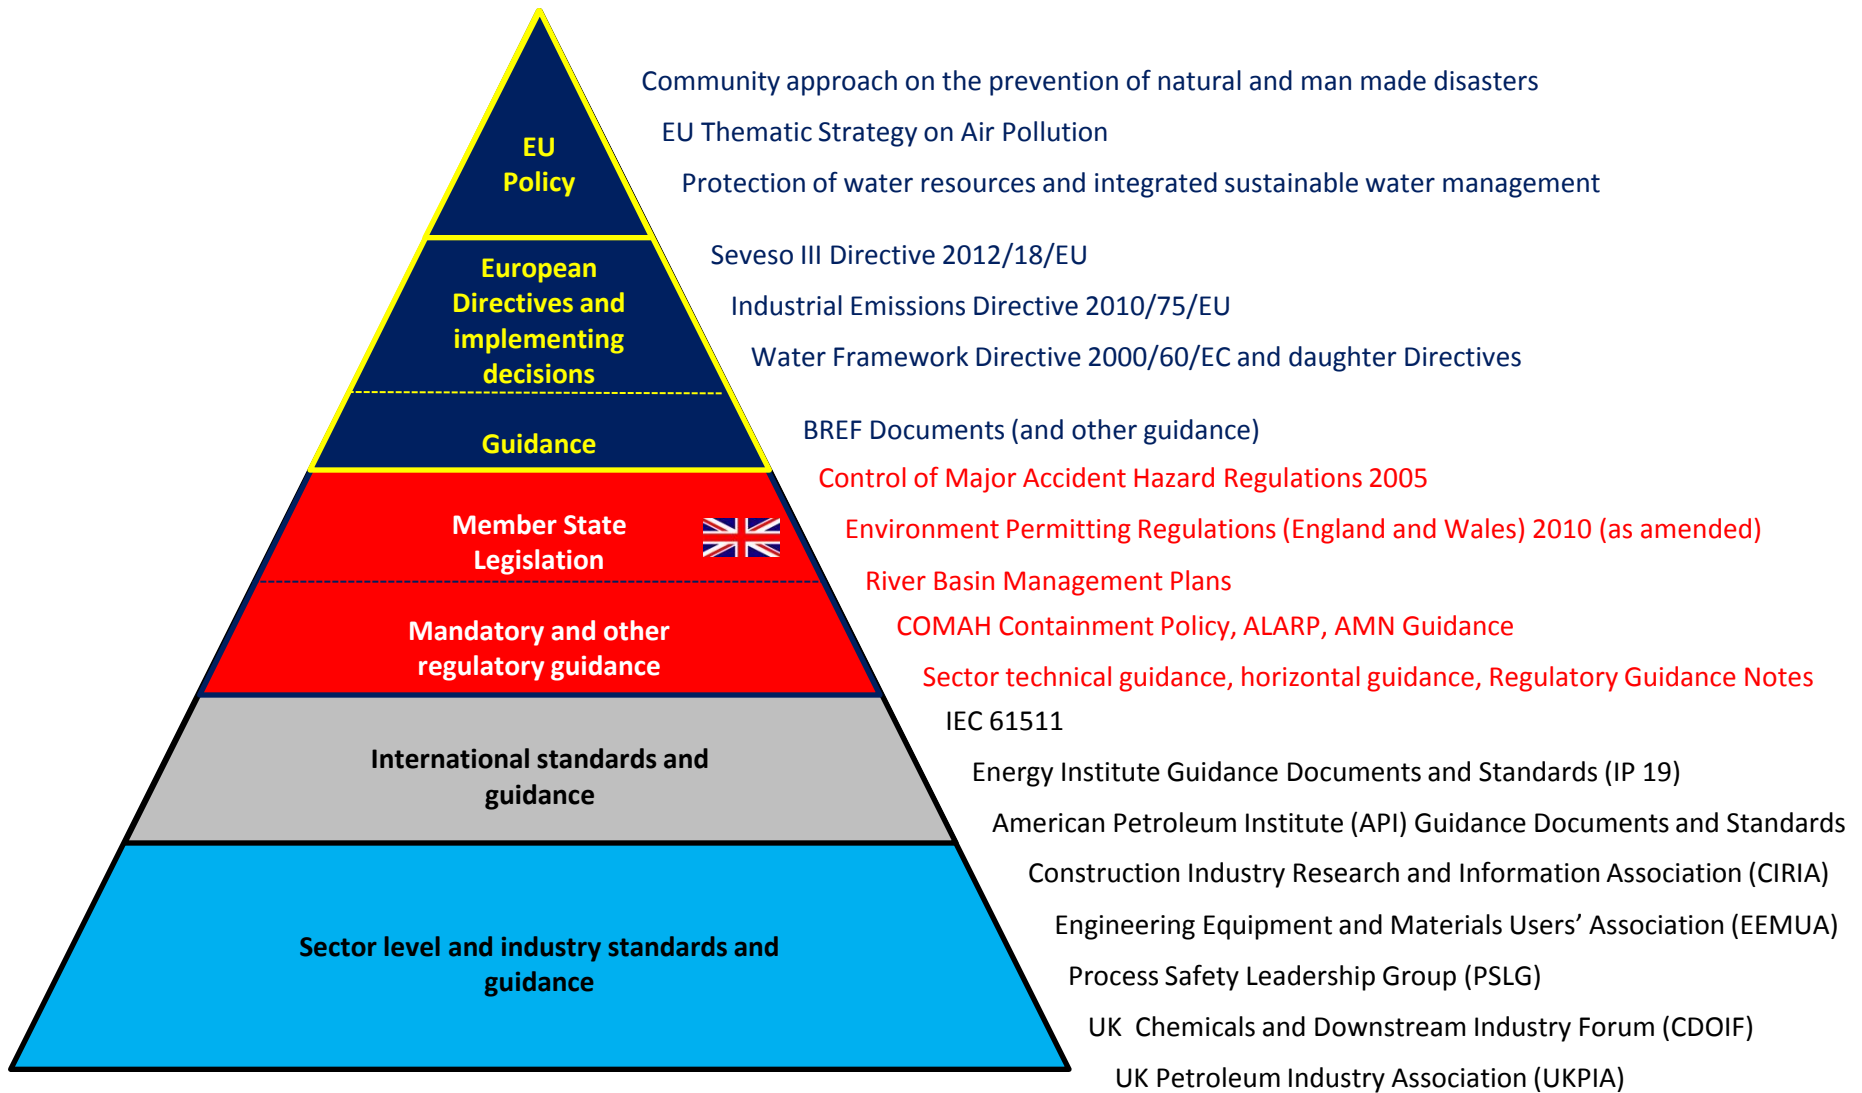 Community approach on the prevention of natural and man made disasters
EU Thematic Strategy on Air Pollution
EU
Policy
Protection of water resources and integrated sustainable water management
Seveso III Directive 2012/18/EU
European
Directives and
implementing
decisions
Industrial Emissions Directive 2010/75/EU
Water Framework Directive 2000/60/EC and daughter Directives
Guidance
BREF Documents (and other guidance)
Control of Major Accident Hazard Regulations 2005
Member State
Legislation
Environment Permitting Regulations (England and Wales) 2010 (as amended)
River Basin Management Plans
Mandatory and other
regulatory guidance
COMAH Containment Policy, ALARP, AMN Guidance
Sector technical guidance, horizontal guidance, Regulatory Guidance Notes
IEC 61511
International standards and
guidance
Energy Institute Guidance Documents and Standards (IP 19)
American Petroleum Institute (API) Guidance Documents and Standards
Construction Industry Research and Information Association (CIRIA)
Sector level and industry standards and
guidance
Engineering Equipment and Materials Users’ Association (EEMUA)
Process Safety Leadership Group (PSLG)
UK Chemicals and Downstream Industry Forum (CDOIF)
UK Petroleum Industry Association (UKPIA)